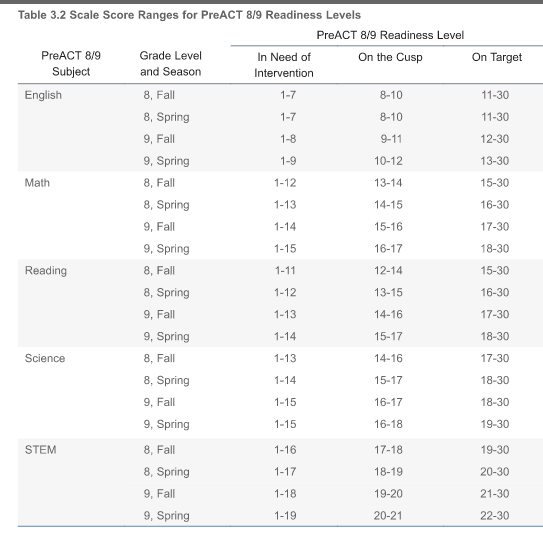 Table 3.2 Scale Score Ranges for PreACT 8/9 Readiness Levels
PreACT 8/9 Readiness Level
PreACT 8/9 Subject Grade Level and Season In Need of Intervention On the Cusp On Target
English 8, Fall 1-7 8-10 11-30
8, Spring 1-7 8-10 11-30
9, Fall 1-8 9-11 12-30
9, Spring 1-9 10-12 13-30
Math 8, Fall 1-12 13-14 15-30
8, Spring 1-13 14-15 16-30
9, Fall 1-14 15-16 17-30
9, Spring 1-15 16-17 18-30
Reading 8, Fall 1-11 12-14 15-30
8, Spring 1-12 13-15 16-30
9, Fall 1-13 14-16 17-30
9, Spring 1-14 15-17 18-30
Science 8, Fall 1-13 14-16 17-30
8, Spring 1-14 15-17 18-30
9, Fall 1-15 16-17 18-30
9, Spring 1-15 16-18 19-30
STEM 8, Fall 1-16 17-18 19-30
8, Spring 1-17 18-19 20-30
9, Fall 1-18 19-20 21-30
9, Spring 1-19 20-21 22-30